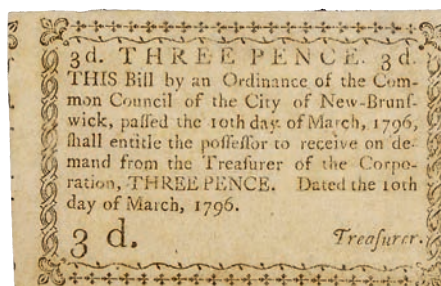 3 d. THREE PENCE. 3 d.
THIS Bill by an Ordinance of the Com-
mon Council of the City of New-Brunſ-
wick, paſſed the 10th day of March, 1796,
ſhall entitle the poſſeſſor to receive on de-
mand from the Treaſurer of the Corpo-
ration, THREE PENCE. Dated the 10th
day of March, 1796.
3 d. Treaſurer.